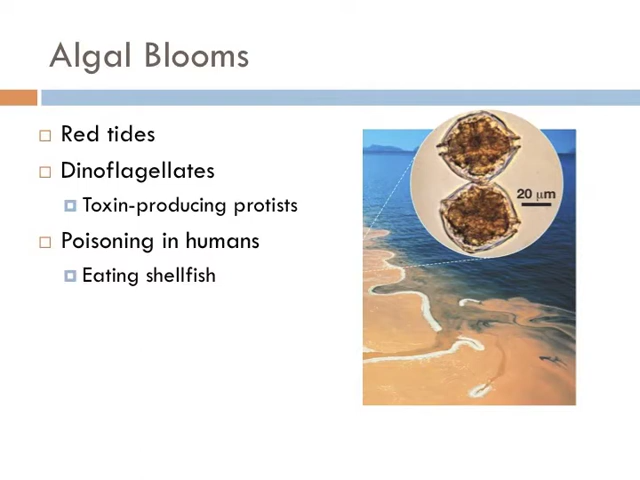 Algal Blooms
Red tides
Dinoflagellates
Toxin-producing protists
Poisoning in humans
Eating shellfish
20 μm